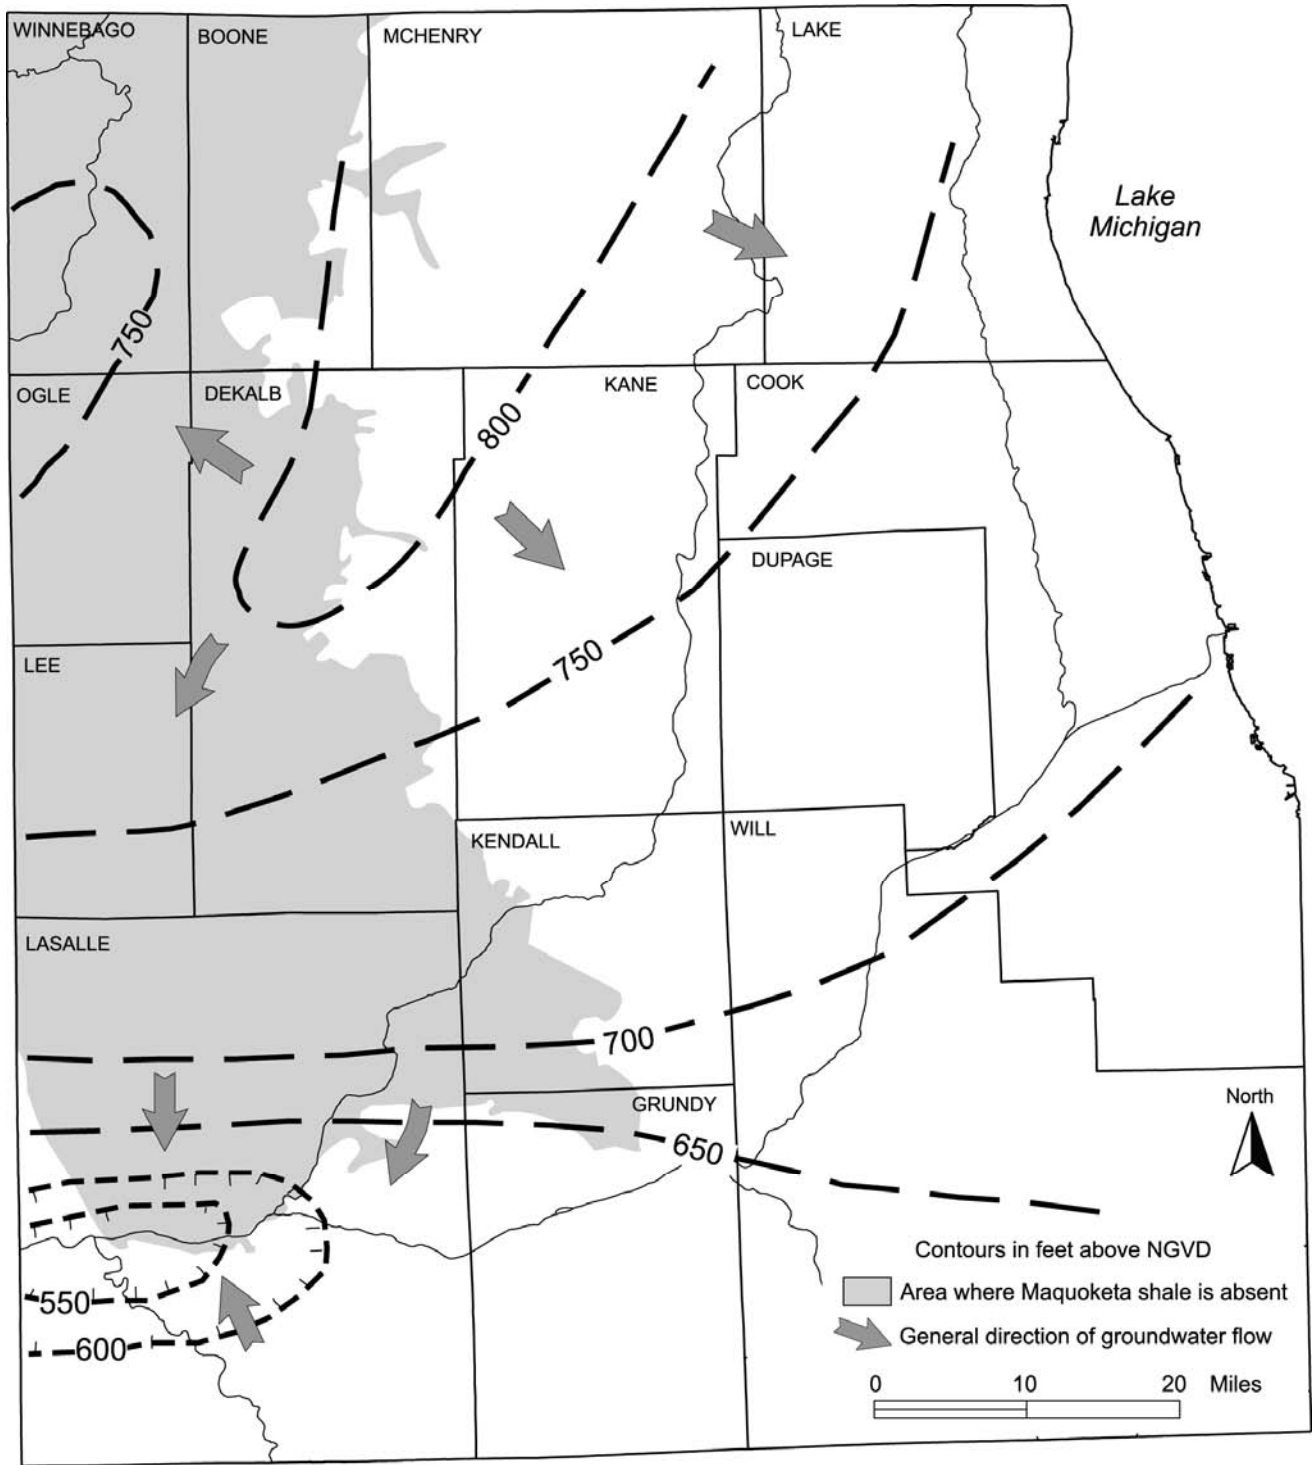 WINNEBAGO
BOONE
MCHENRY
LAKE
Lake
Michigan
750
OGLE
DEKALB
800
KANE
COOK
DUPAGE
LEE
750
KENDALL
WILL
LASALLE
700
North
GRUNDY
650
Contours in feet above NGVD
Area where Maquoketa shale is absent
550
General direction of groundwater flow
600
0 10 20 Miles